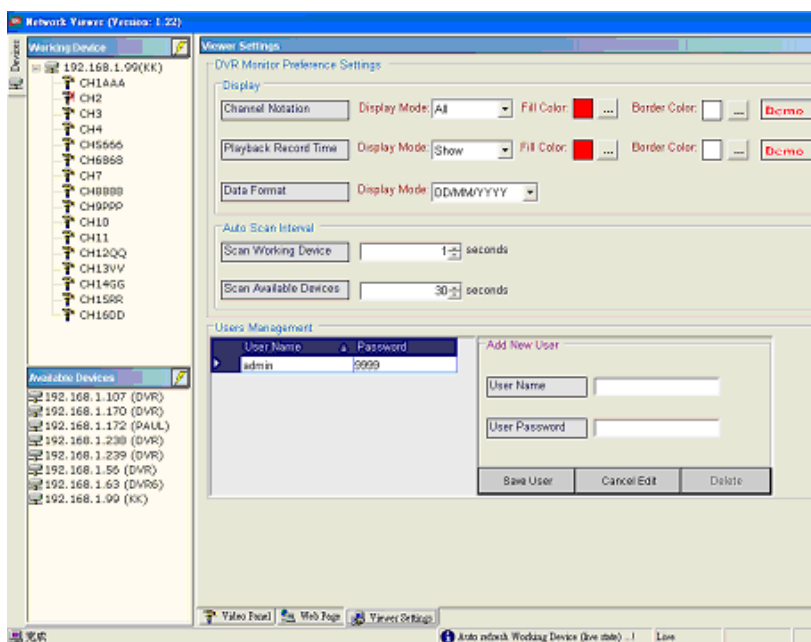 Network Viewer (Version: 1.22)
Devices
Working Device
192.168.1.99(KK)
CH1AAA
CH2
CH3
CH4
CH5666
CH6868
CH7
CH8888
CH9PPP
CH10
CH11
CH12QQ
CH13VV
CH14GG
CH15RR
CH16DD
Available Devices
192.168.1.107 (DVR)
192.168.1.170 (DVR)
192.168.1.172 (PAUL)
192.168.1.238 (DVR)
192.168.1.239 (DVR)
192.168.1.56 (DVR)
192.168.1.63 (DVR6)
192.168.1.99 (KK)
Viewer Settings
DVR Monitor Preference Settings
Display
Channel Notation Display Mode: All Fill Color: ... Border Color: ... Demo
Playback Record Time Display Mode: Show Fill Color: ... Border Color: ... Demo
Data Format Display Mode: DD/MM/YYYY
Auto Scan Interval
Scan Working Device 1 seconds
Scan Available Devices 30 seconds
Users Management
User Name Password
admin 9999
Add New User
User Name
User Password
Save User Cancel Edit Delete
Video Panel Web Page Viewer Settings
完成 Auto refresh Working Device (live state) ...!